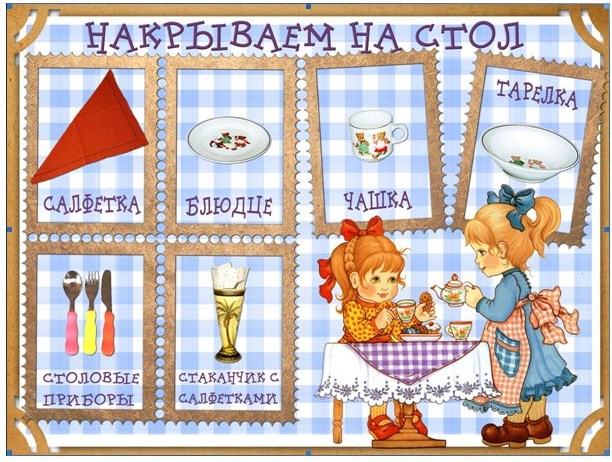 НАКРЫВАЕМ НА СТОЛ
САЛФЕТКА
БЛЮДЦЕ
ЧАШКА
ТАРЕЛКА
СТОЛОВЫЕ
ПРИБОРЫ
СТАКАНЧИК С
САЛФЕТКАМИ